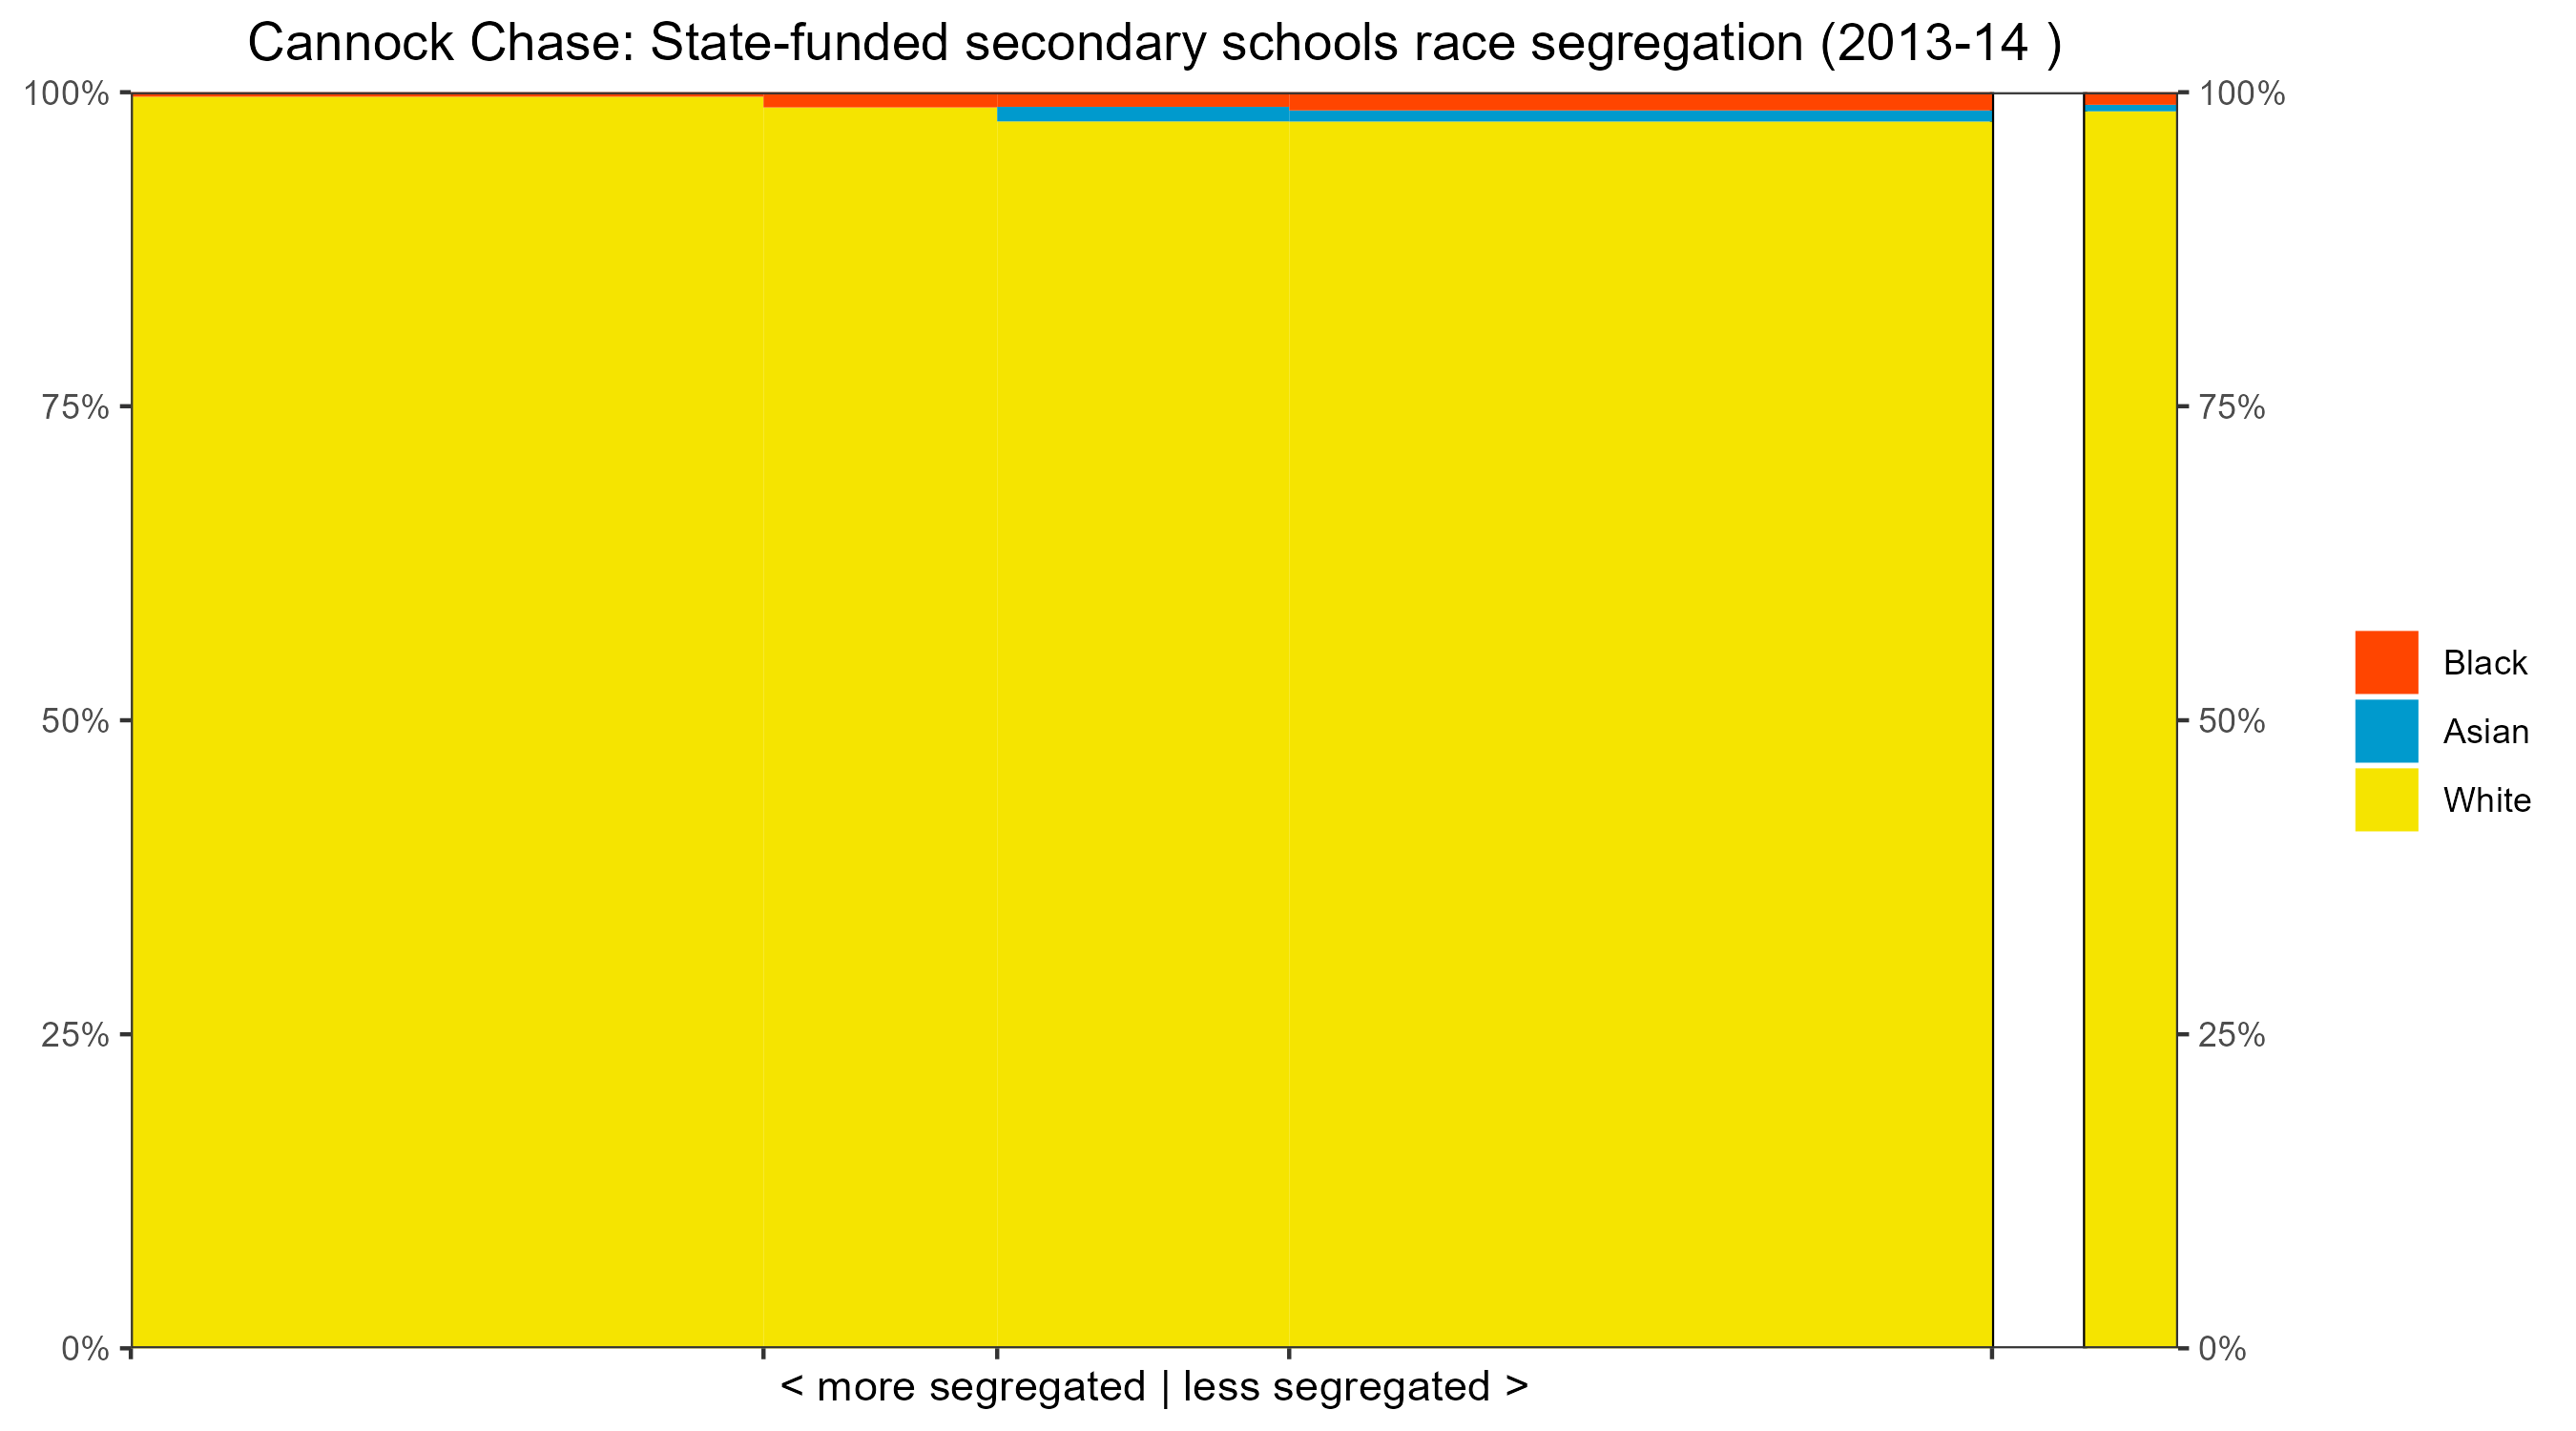 Cannock Chase: State-funded secondary schools race segregation (2013-14 )
100%
75%
50%
25%
0%
100%
75%
50%
25%
0%
Black
Asian
White
< more segregated | less segregated >